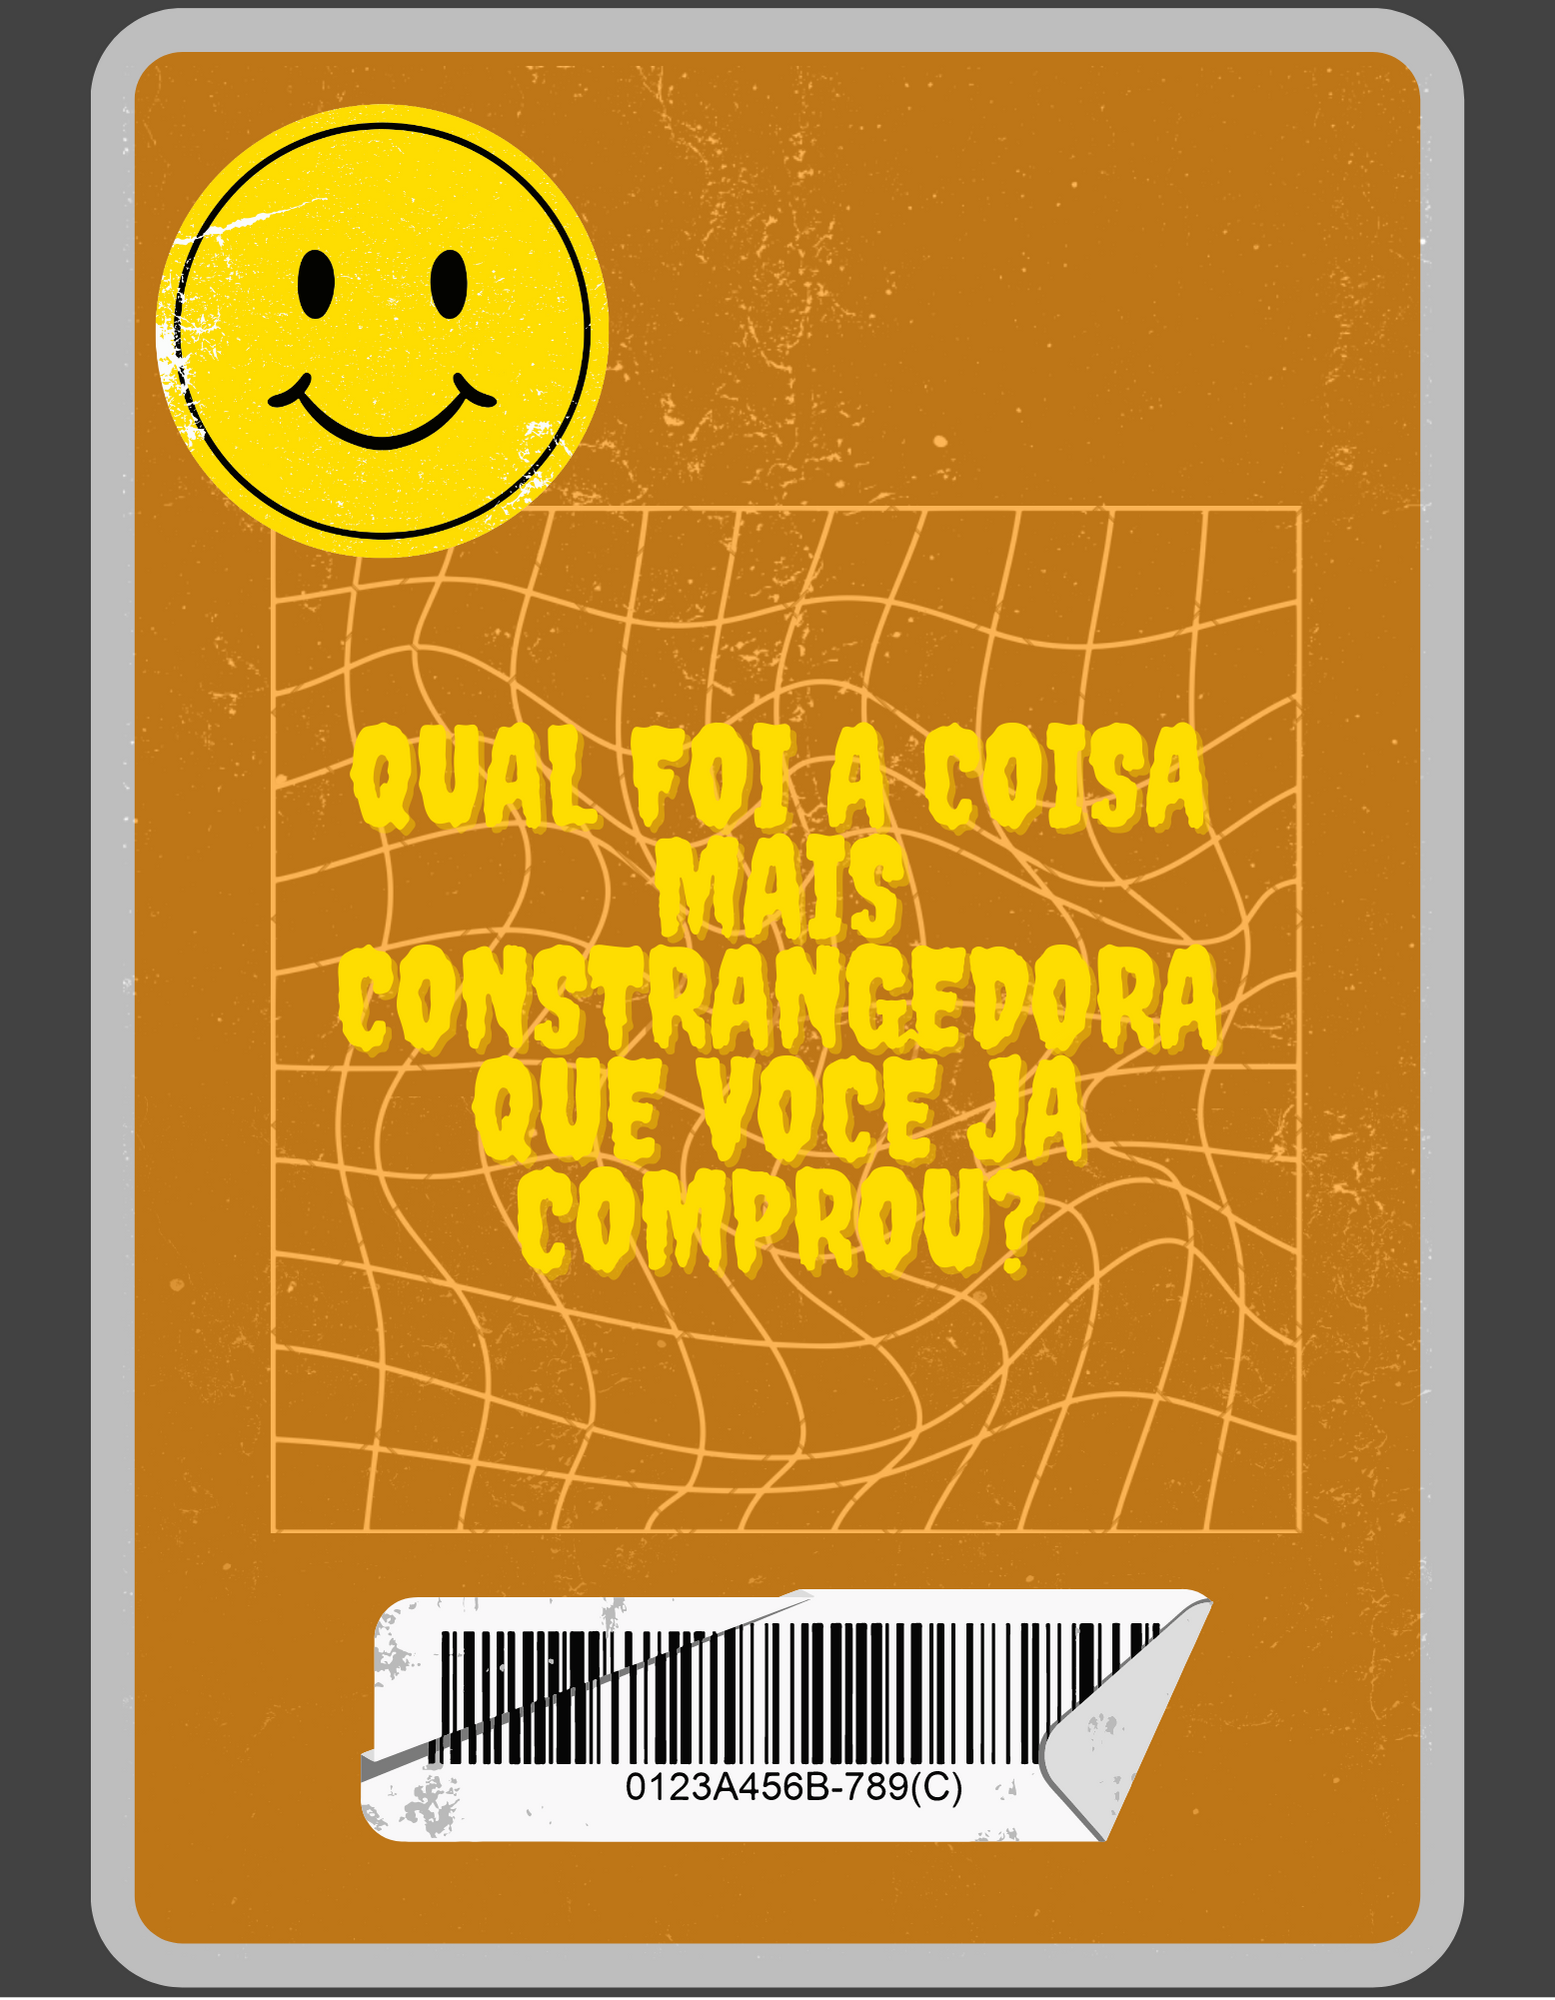 QUAL FOI A COISA
MAIS
CONSTRANGEDORA
QUE VOCE JA
COMPROU?
0123A456B-789(C)